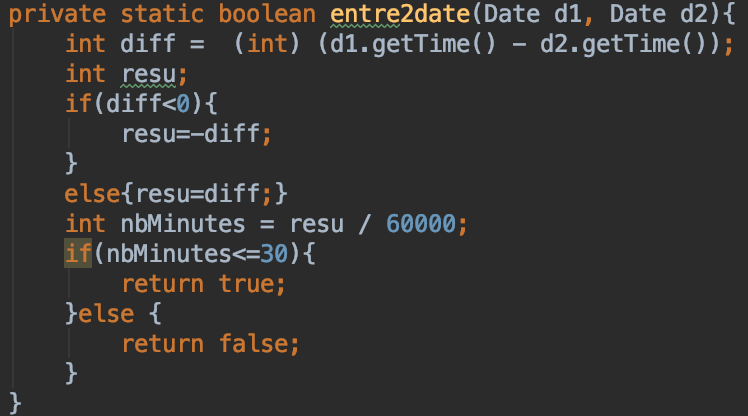 private static boolean entre2date(Date d1, Date d2){
    int diff =  (int) (d1.getTime() - d2.getTime());
    int resu;
    if(diff<0){
        resu=-diff;
    }
    else{resu=diff;}
    int nbMinutes = resu / 60000;
    if(nbMinutes<=30){
        return true;
    }else {
        return false;
    }
}